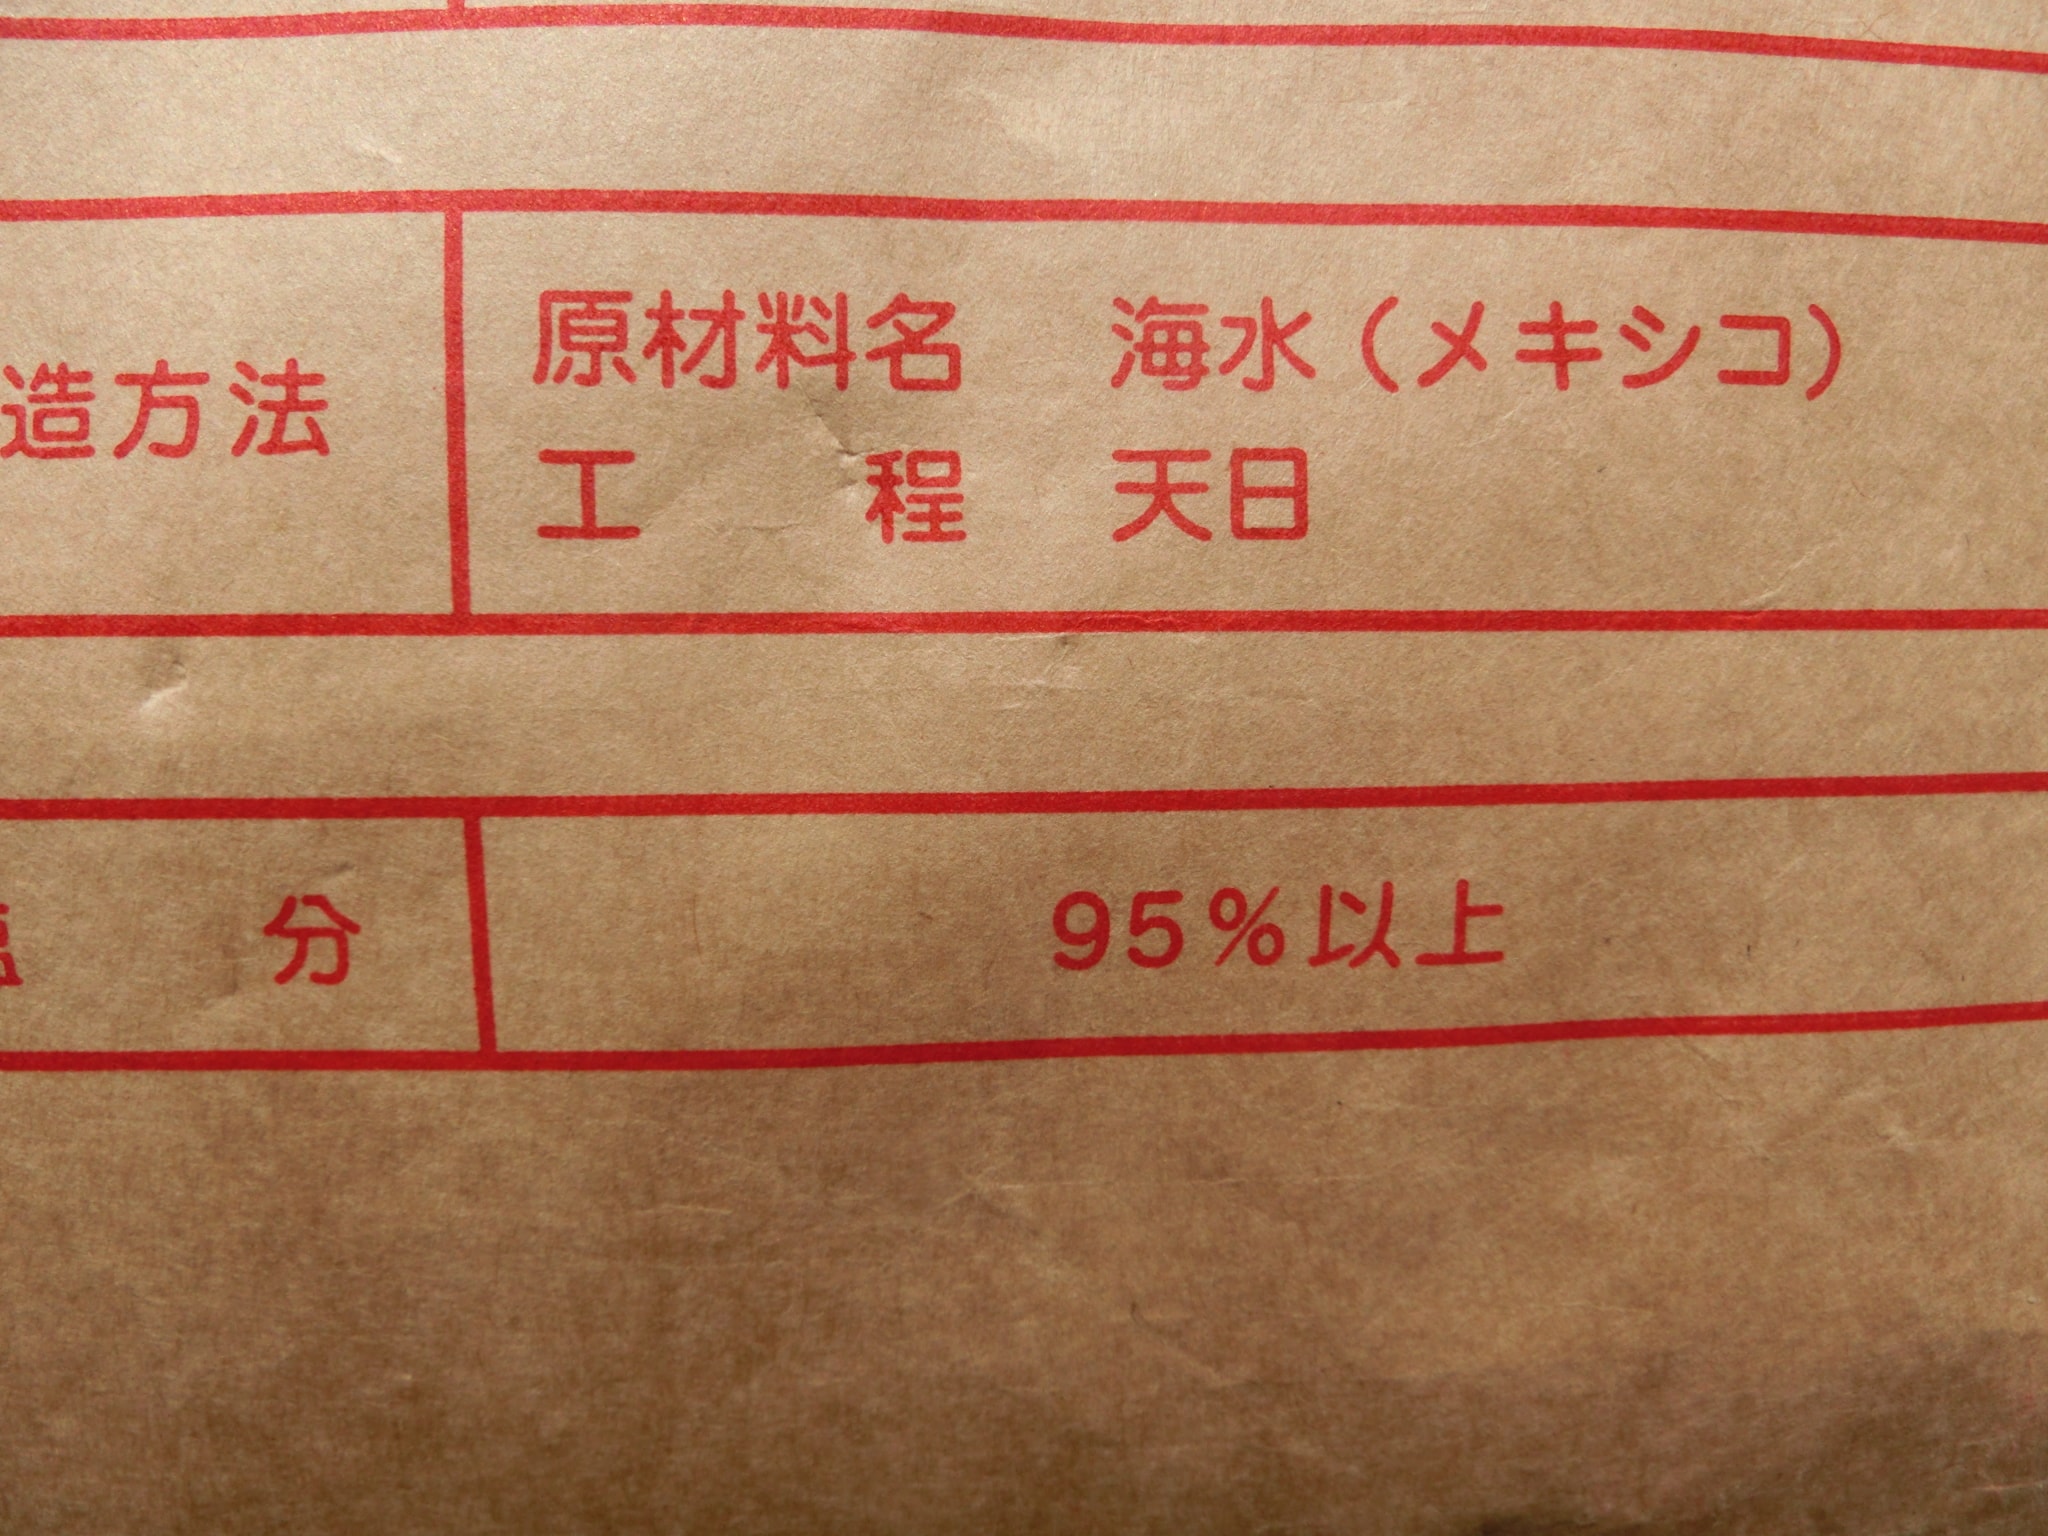 造方法
原材料名 海水(メキシコ)
工程 天日
分 95%以上